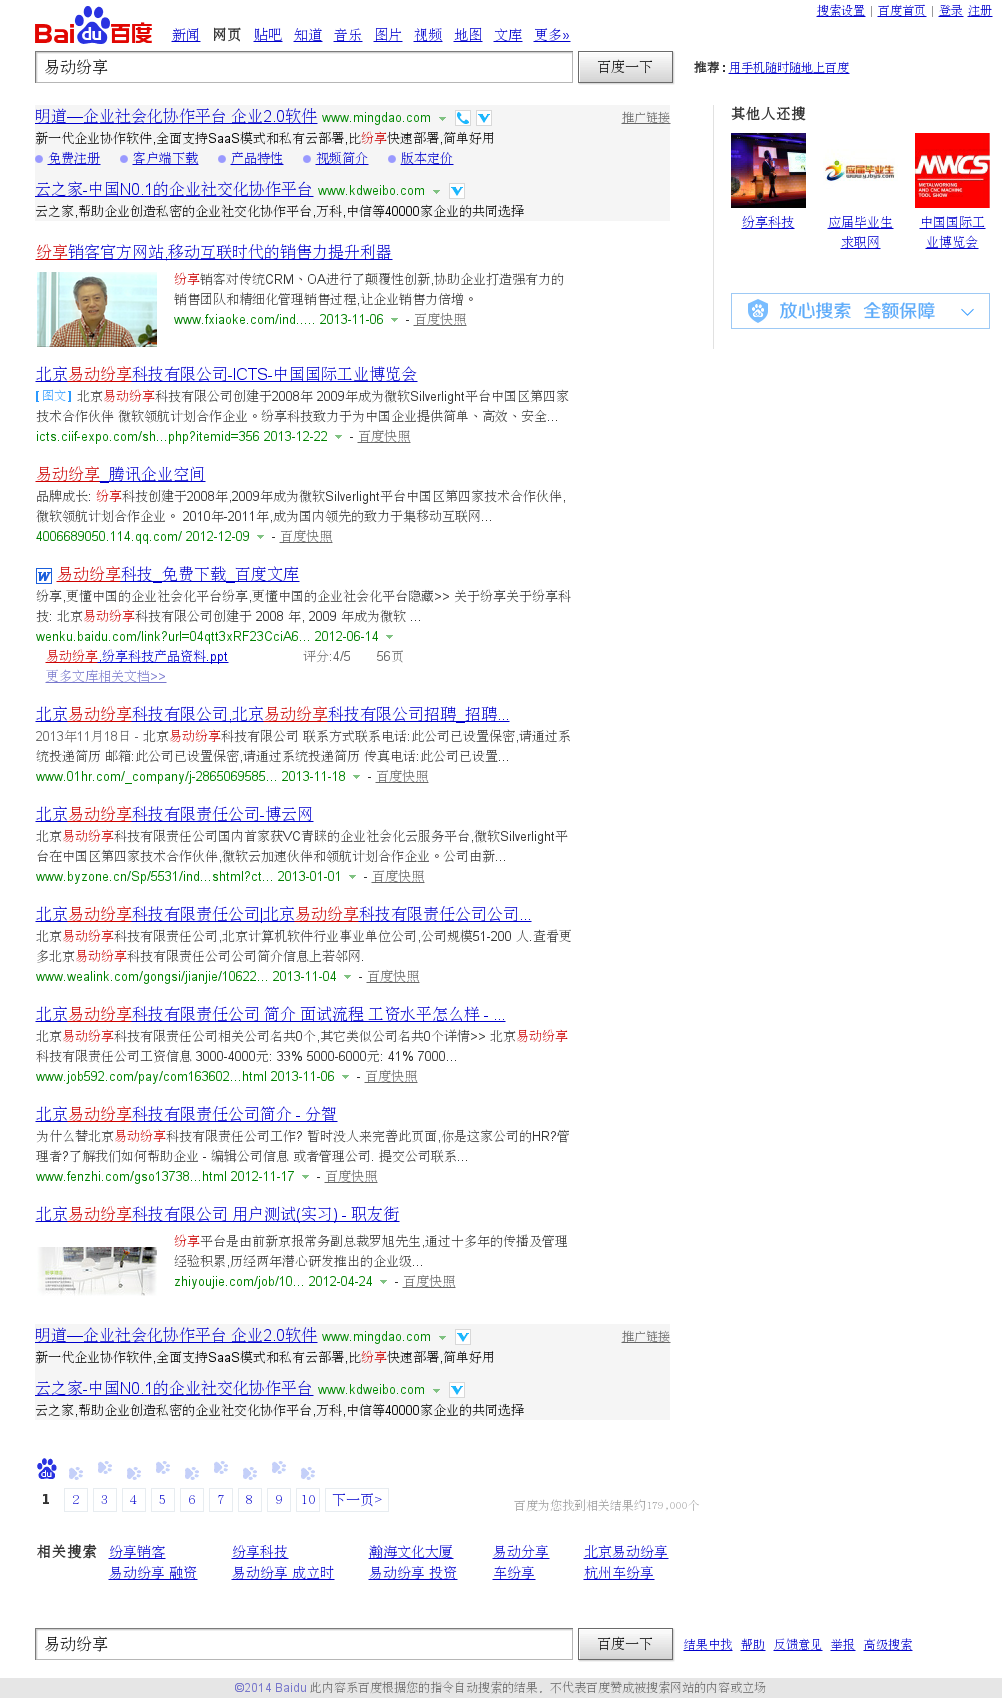 搜索设置 | 百度首页 | 登录 注册
Bai du 百度 新闻 网页 贴吧 知道 音乐 图片 视频 地图 文库 更多»
易动纷享 百度一下 推荐：用手机随时随地上百度
明道—企业社会化协作平台 企业2.0软件 www.mingdao.com 推广链接
新一代企业协作软件,全面支持SaaS模式和私有云部署,比纷享快速部署,简单好用
免费注册 客户端下载 产品特性 视频简介 版本定价
云之家-中国N0.1的企业社交化协作平台 www.kdweibo.com
云之家,帮助企业创造私密的企业社交化协作平台,万科,中信等40000家企业的共同选择
纷享销客官方网站,移动互联时代的销售力提升利器
纷享销客对传统CRM、OA进行了颠覆性创新,协助企业打造强有力的
销售团队和精细化管理销售过程,让企业销售力倍增。
www.fxiaoke.com/ind..... 2013-11-06 - 百度快照
北京易动纷享科技有限公司-ICTS-中国国际工业博览会
[图文] 北京易动纷享科技有限公司创建于2008年 2009年成为微软Silverlight平台中国区第四家
技术合作伙伴 微软领航计划合作企业。纷享科技致力于为中国企业提供简单、高效、安全...
icts.ciif-expo.com/sh...php?itemid=356 2013-12-22 - 百度快照
易动纷享_腾讯企业空间
品牌成长: 纷享科技创建于2008年,2009年成为微软Silverlight平台中国区第四家技术合作伙伴,
微软领航计划合作企业。 2010年-2011年,成为国内领先的致力于集移动互联网...
4006689050.114.qq.com/ 2012-12-09 - 百度快照
W 易动纷享科技_免费下载_百度文库
纷享,更懂中国的企业社会化平台纷享,更懂中国的企业社会化平台隐藏>> 关于纷享关于纷享科
技: 北京易动纷享科技有限公司创建于 2008 年, 2009 年成为微软 ...
wenku.baidu.com/link?url=04qtt3xRF23CciA6... 2012-06-14
易动纷享,纷享科技产品资料.ppt 评分:4/5 56页
更多文库相关文档>>
北京易动纷享科技有限公司,北京易动纷享科技有限公司招聘_招聘...
2013年11月18日 - 北京易动纷享科技有限公司 联系方式联系电话:此公司已设置保密,请通过系
统投递简历 邮箱:此公司已设置保密,请通过系统投递简历 传真电话:此公司已设置...
www.01hr.com/_company/j-2865069585... 2013-11-18 - 百度快照
北京易动纷享科技有限责任公司-博云网
北京易动纷享科技有限责任公司国内首家获VC青睐的企业社会化云服务平台,微软Silverlight平
台在中国区第四家技术合作伙伴,微软云加速伙伴和领航计划合作企业。公司由新...
www.byzone.cn/Sp/5531/ind...shtml?ct... 2013-01-01 - 百度快照
北京易动纷享科技有限责任公司|北京易动纷享科技有限责任公司公司...
北京易动纷享科技有限责任公司,北京计算机软件行业事业单位公司,公司规模51-200 人.查看更
多北京易动纷享科技有限责任公司公司简介信息上若邻网.
www.wealink.com/gongsi/jianjie/10622... 2013-11-04 - 百度快照
北京易动纷享科技有限责任公司 简介 面试流程 工资水平怎么样 - ...
北京易动纷享科技有限责任公司相关公司名共0个,其它类似公司名共0个详情>> 北京易动纷享
科技有限责任公司工资信息 3000-4000元: 33% 5000-6000元: 41% 7000...
www.job592.com/pay/com163602...html 2013-11-06 - 百度快照
北京易动纷享科技有限责任公司简介 - 分智
为什么替北京易动纷享科技有限责任公司工作? 暂时没人来完善此页面,你是这家公司的HR?管
理者?了解我们如何帮助企业 - 编辑公司信息 或者管理公司. 提交公司联系...
www.fenzhi.com/gso13738...html 2012-11-17 - 百度快照
北京易动纷享科技有限公司 用户测试(实习) - 职友街
纷享平台是由前新京报常务副总裁罗旭先生,通过十多年的传播及管理
经验积累,历经两年潜心研发推出的企业级...
zhiyoujie.com/job/10... 2012-04-24 - 百度快照
明道—企业社会化协作平台 企业2.0软件 www.mingdao.com 推广链接
新一代企业协作软件,全面支持SaaS模式和私有云部署,比纷享快速部署,简单好用
云之家-中国N0.1的企业社交化协作平台 www.kdweibo.com
云之家,帮助企业创造私密的企业社交化协作平台,万科,中信等40000家企业的共同选择
其他人还搜
应届毕业生
www.yjbys.com
MWCS
METALWORKING
AND CNC MACHINE
TOOL SHOW
纷享科技 应届毕业生 中国国际工
求职网 业博览会
放心搜索 全额保障
du
1 2 3 4 5 6 7 8 9 10 下一页>
百度为您找到相关结果约179,000个
相关搜索 纷享销客 纷享科技 瀚海文化大厦 易动分享 北京易动纷享
易动纷享 融资 易动纷享 成立时 易动纷享 投资 车纷享 杭州车纷享
易动纷享 百度一下 结果中找 帮助 反馈意见 举报 高级搜索
©2014 Baidu 此内容系百度根据您的指令自动搜索的结果，不代表百度赞成被搜索网站的内容或立场